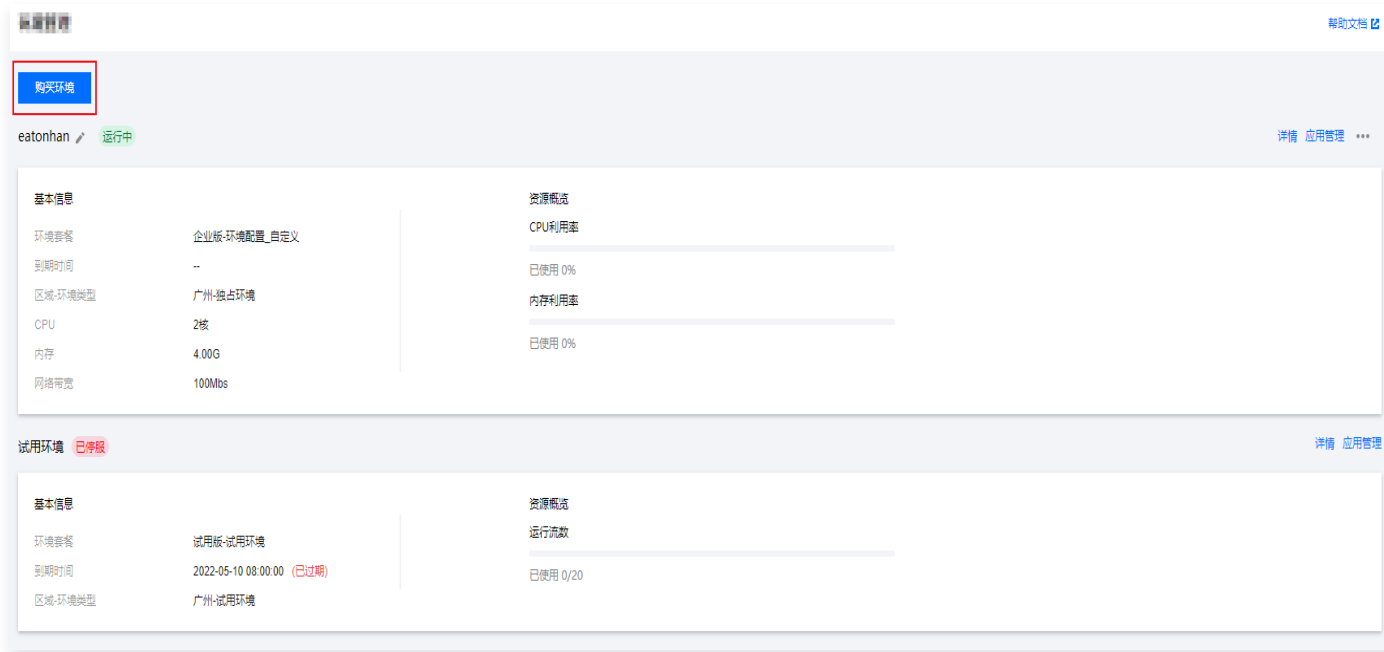 帮助文档
购买环境
eatonhan 运行中 详情 应用管理 •••
基本信息 资源概览
CPU利用率
环境套餐 企业版-环境配置_自定义
到期时间 --
已使用 0%
区域-环境类型 广州-独占环境
内存利用率
CPU 2核
已使用 0%
内存 4.00G
网络带宽 100Mbs
试用环境 已停服 详情 应用管理
基本信息 资源概览
运行流数
环境套餐 试用版-试用环境
到期时间 2022-05-10 08:00:00 (已过期)
已使用 0/20
区域-环境类型 广州-试用环境